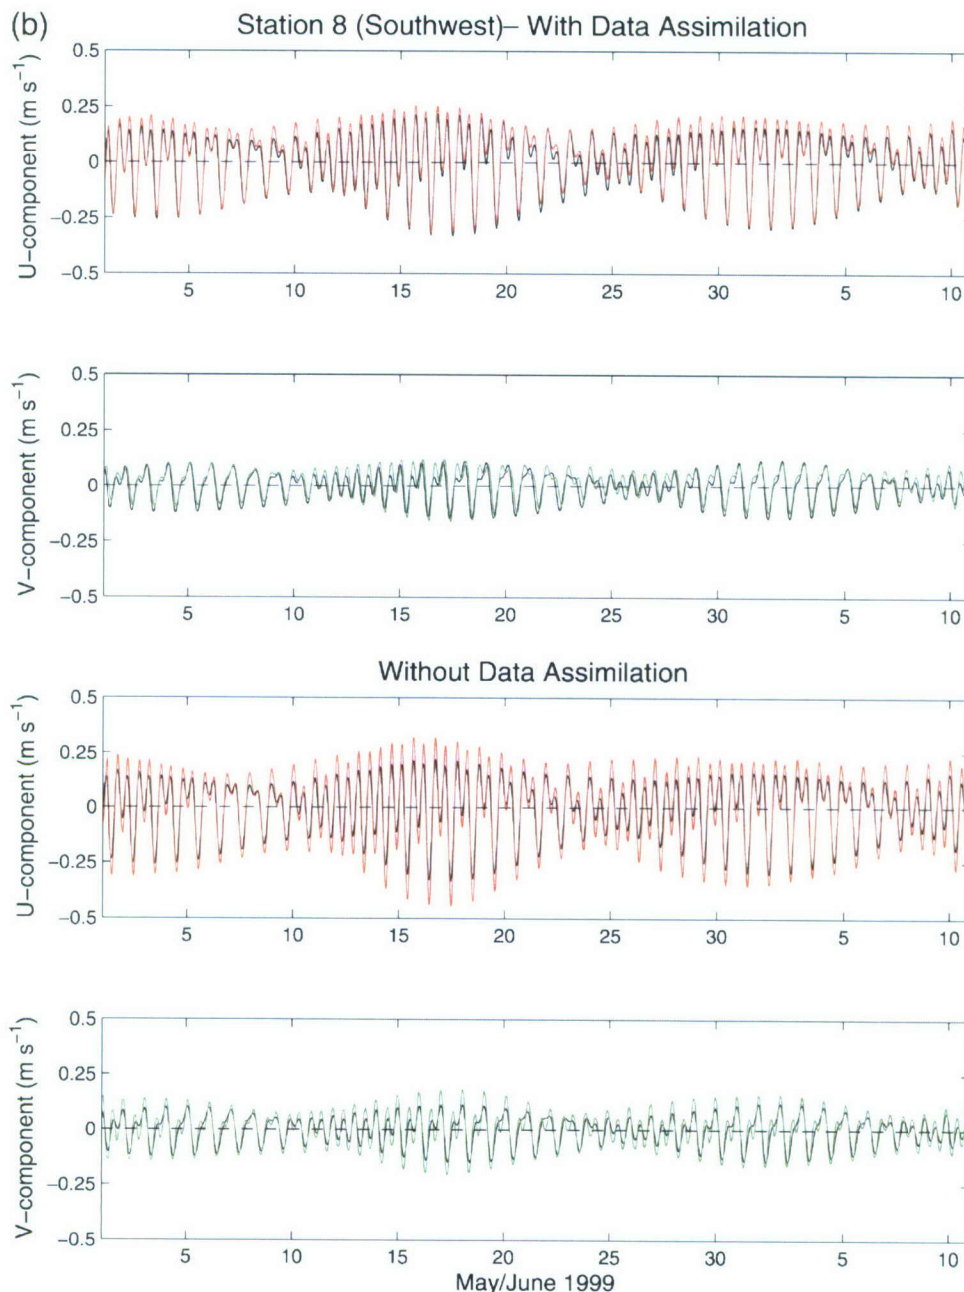 (b)
Station 8 (Southwest)– With Data Assimilation
U−component (m s⁻¹)
0.5
0.25
0
−0.25
−0.5
5 10 15 20 25 30 5 10
V−component (m s⁻¹)
0.5
0.25
0
−0.25
−0.5
5 10 15 20 25 30 5 10
Without Data Assimilation
U−component (m s⁻¹)
0.5
0.25
0
−0.25
−0.5
5 10 15 20 25 30 5 10
V−component (m s⁻¹)
0.5
0.25
0
−0.25
−0.5
5 10 15 20 25 30 5 10
May/June 1999